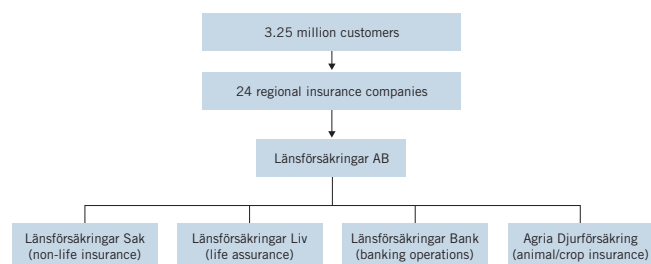 3.25 million customers
24 regional insurance companies
Länsförsäkringar AB
Länsförsäkringar Sak
(non-life insurance)
Länsförsäkringar Liv
(life assurance)
Länsförsäkringar Bank
(banking operations)
Agria Djurförsäkring
(animal/crop insurance)